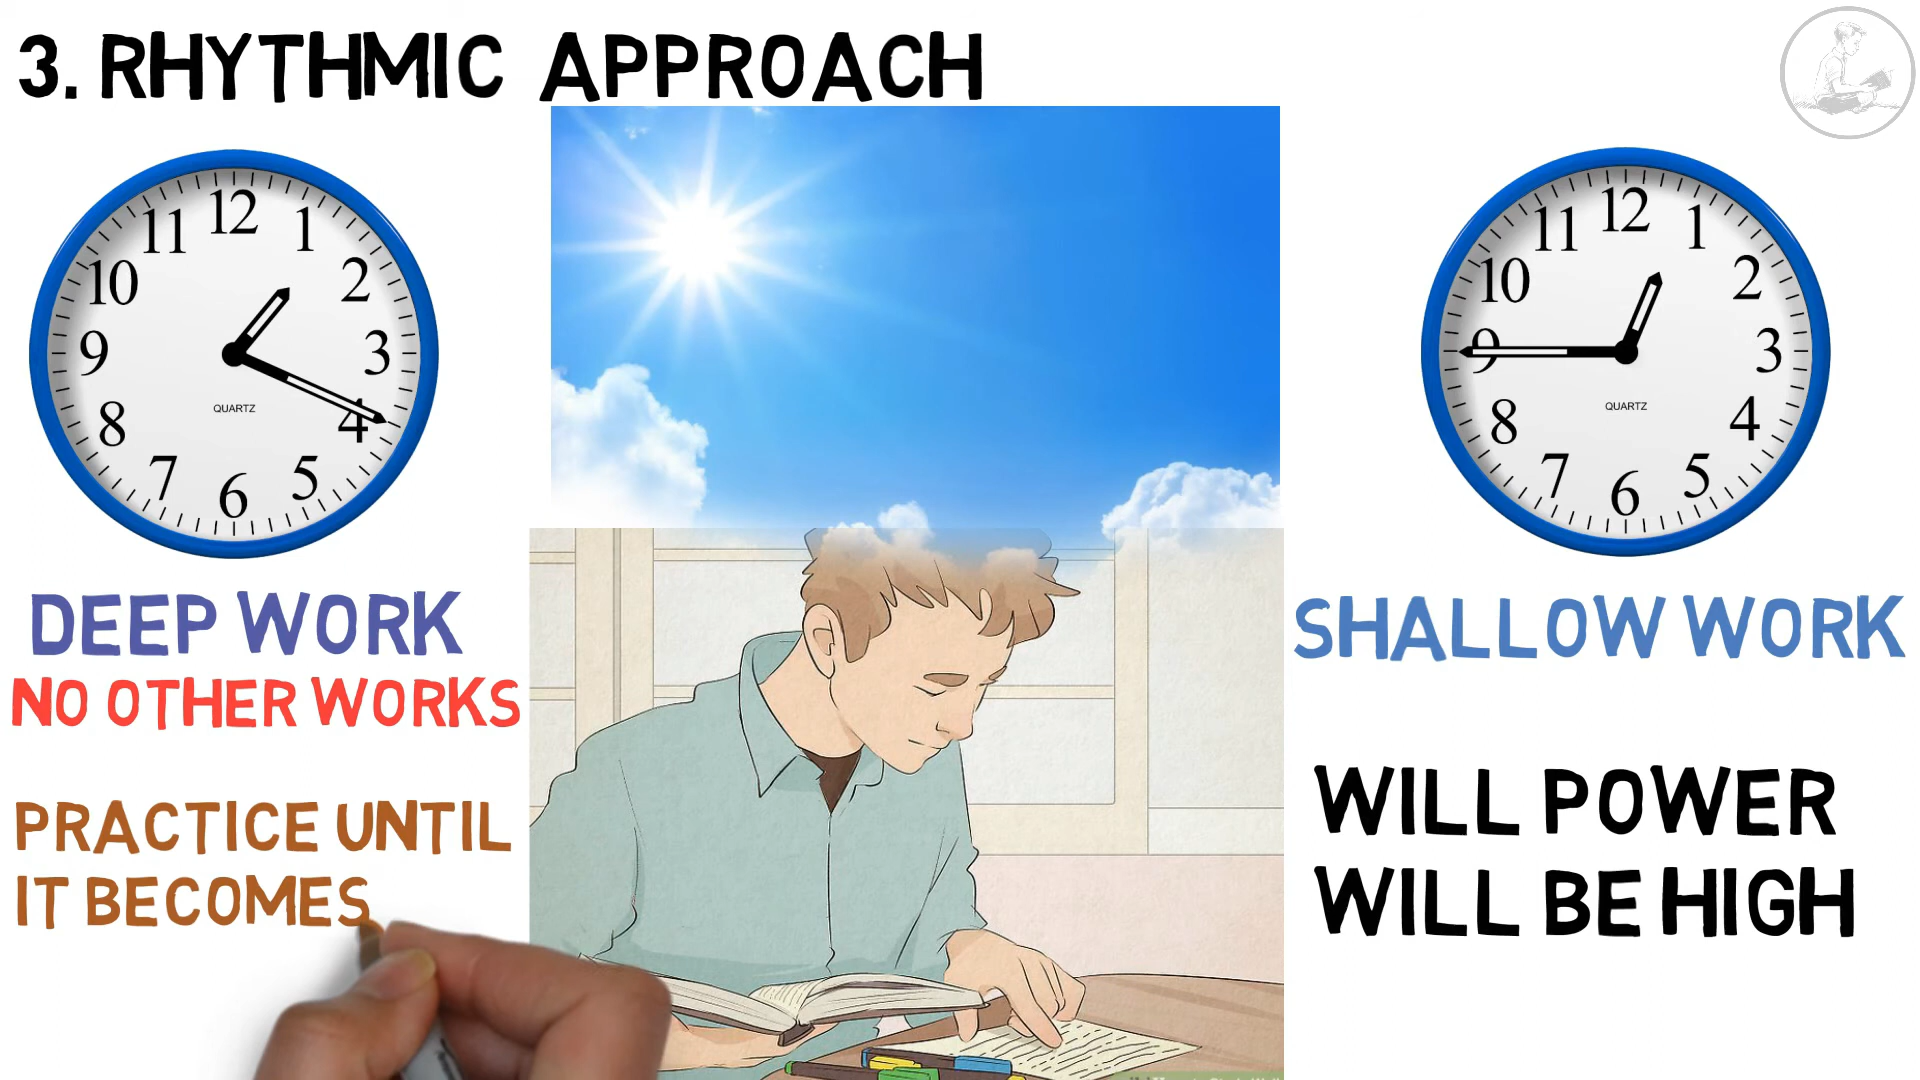 3. RHYTHMIC APPROACH
12
11 1
10 2
9 3
QUARTZ
8 4
7 5
6
12
11 1
10 2
9 3
QUARTZ
8 4
7 5
6
DEEP WORK
NO OTHER WORKS
PRACTICE UNTIL
IT BECOMES
SHALLOW WORK
WILL POWER
WILL BE HIGH